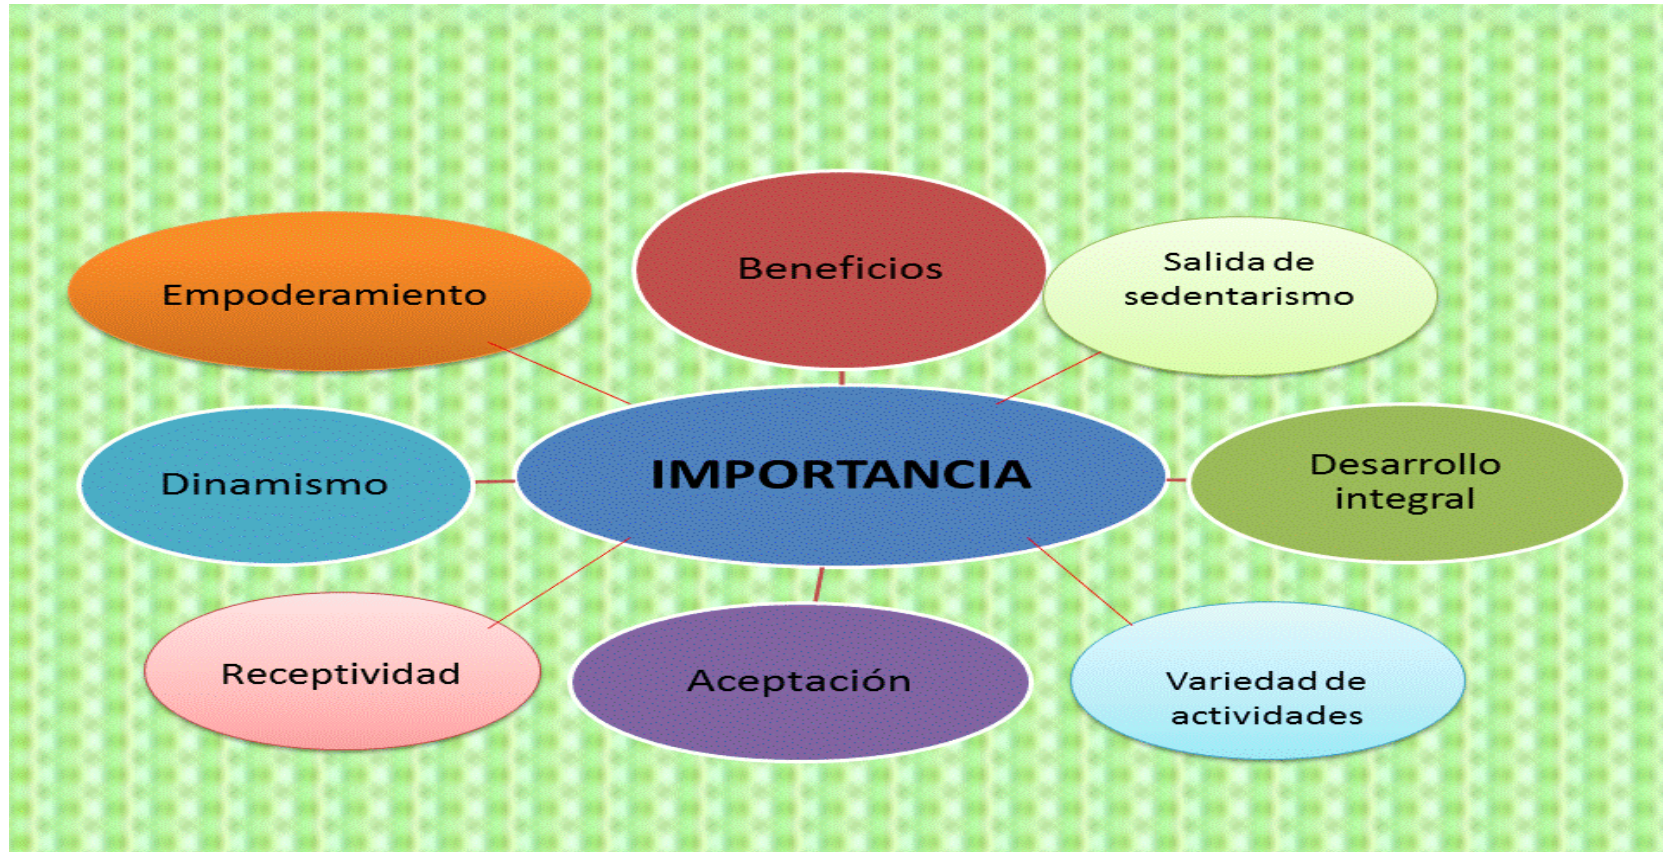 Beneficios
Salida de
sedentarismo
Empoderamiento
Desarrollo
integral
IMPORTANCIA
Dinamismo
Receptividad
Aceptación
Variedad de
actividades